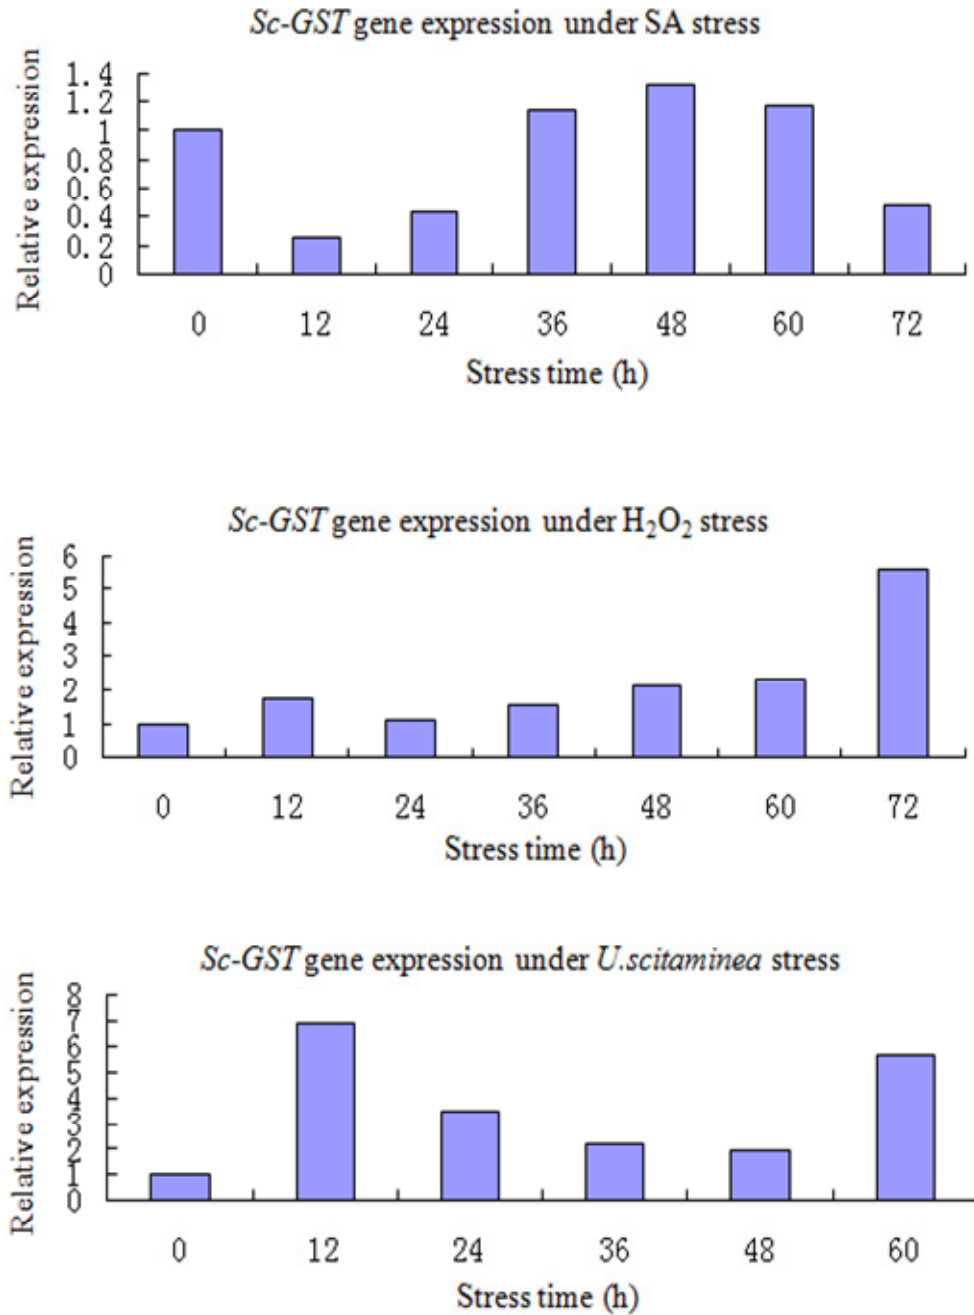 Sc-GST gene expression under SA stress
Relative expression
1.4
1.2
1
0.8
0.6
0.4
0.2
0
0 12 24 36 48 60 72
Stress time (h)
Sc-GST gene expression under H₂O₂ stress
Relative expression
6
5
4
3
2
1
0
0 12 24 36 48 60 72
Stress time (h)
Sc-GST gene expression under U.scitaminea stress
Relative expression
8
7
6
5
4
3
2
1
0
0 12 24 36 48 60
Stress time (h)